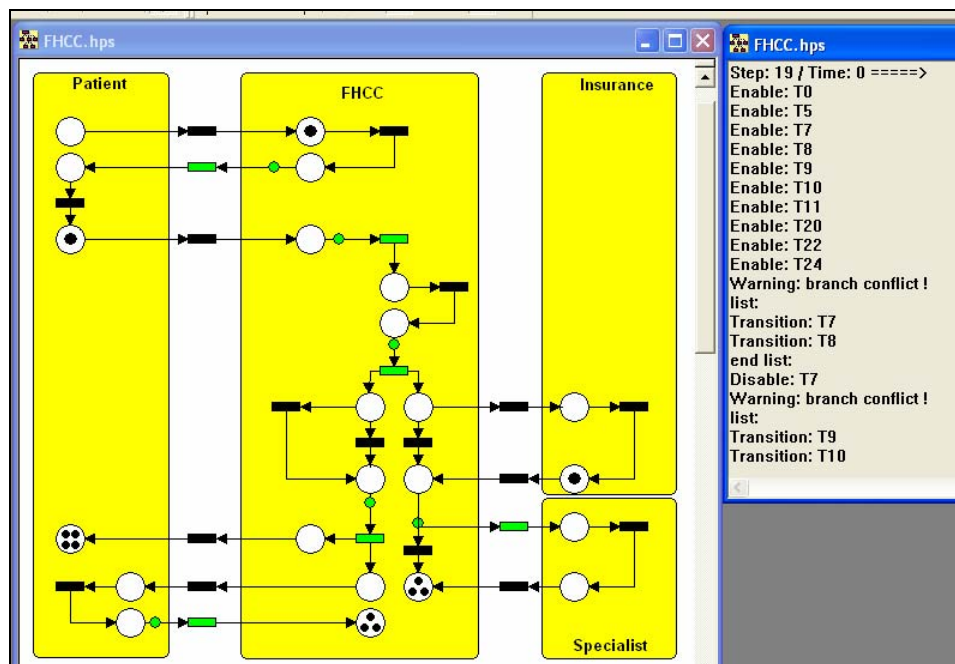 FHCC.hps
Patient
FHCC
Insurance
Specialist
FHCC.hps
Step: 19 / Time: 0 =====>
Enable: T0
Enable: T5
Enable: T7
Enable: T8
Enable: T9
Enable: T10
Enable: T11
Enable: T20
Enable: T22
Enable: T24
Warning: branch conflict !
list:
Transition: T7
Transition: T8
end list:
Disable: T7
Warning: branch conflict !
list:
Transition: T9
Transition: T10